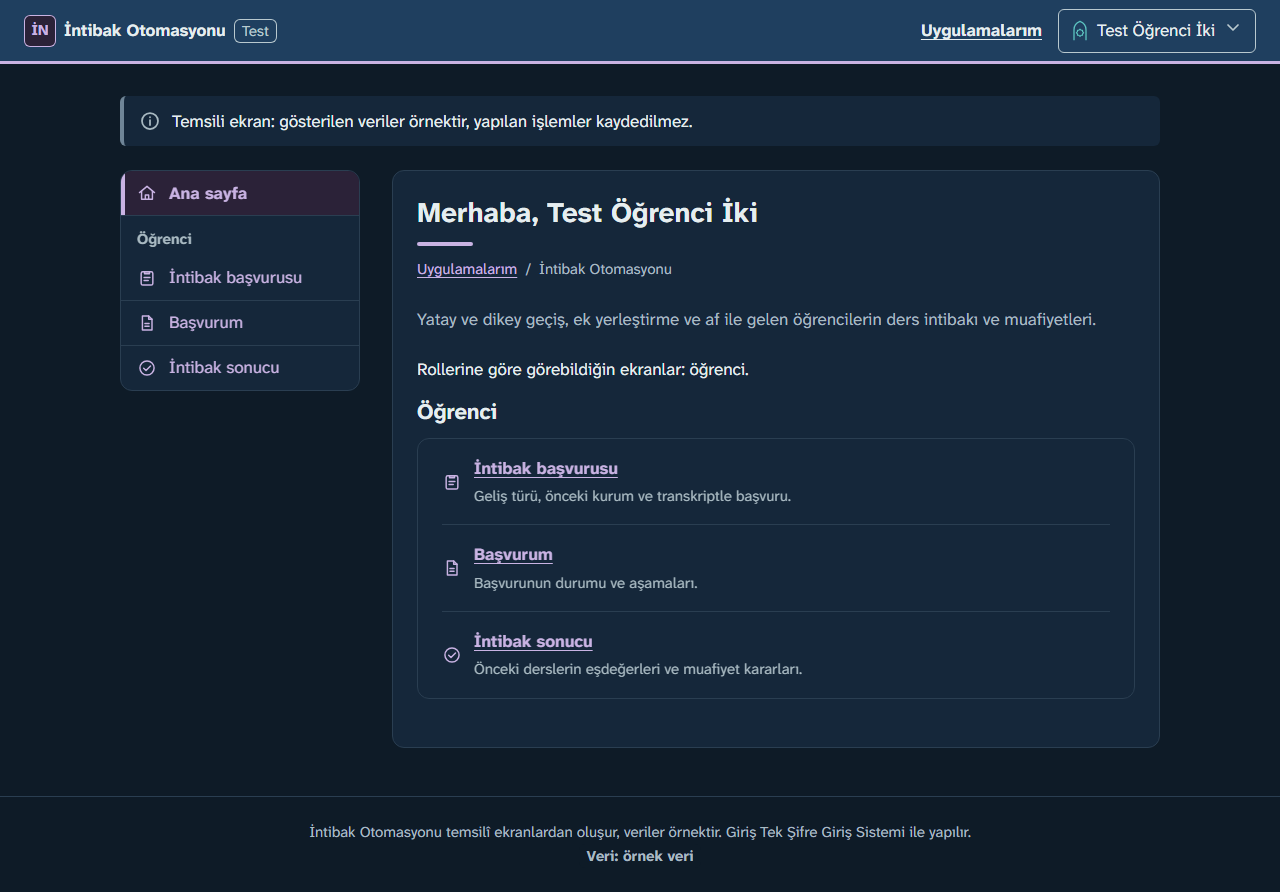 İN İntibak Otomasyonu Test
Uygulamalarım
Test Öğrenci İki
Temsili ekran: gösterilen veriler örnektir, yapılan işlemler kaydedilmez.
Ana sayfa
Öğrenci
İntibak başvurusu
Başvurum
İntibak sonucu
Merhaba, Test Öğrenci İki
Uygulamalarım / İntibak Otomasyonu
Yatay ve dikey geçiş, ek yerleştirme ve af ile gelen öğrencilerin ders intibakı ve muafiyetleri.
Rollerine göre görebildiğin ekranlar: öğrenci.
Öğrenci
İntibak başvurusu
Geliş türü, önceki kurum ve transkriptle başvuru.
Başvurum
Başvurunun durumu ve aşamaları.
İntibak sonucu
Önceki derslerin eşdeğerleri ve muafiyet kararları.
İntibak Otomasyonu temsilî ekranlardan oluşur, veriler örnektir. Giriş Tek Şifre Giriş Sistemi ile yapılır.
Veri: örnek veri